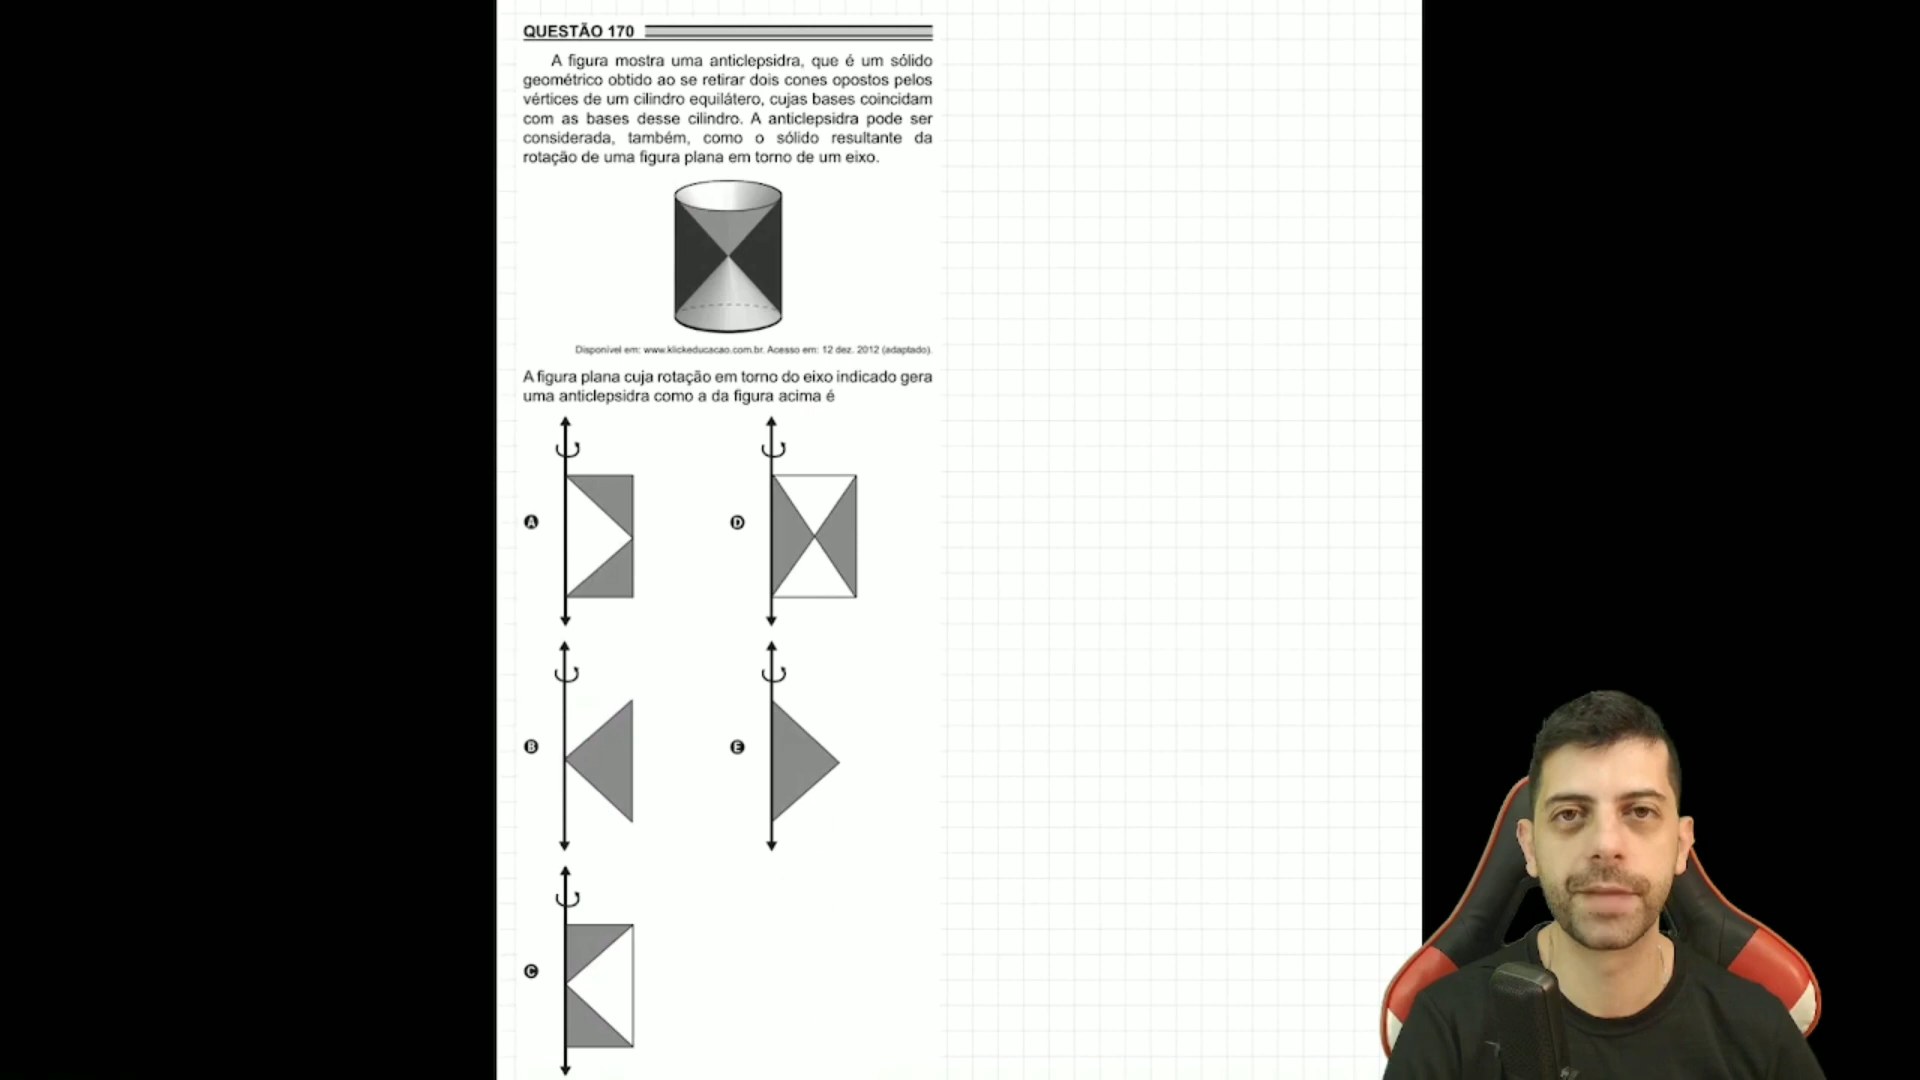 QUESTÃO 170
A figura mostra uma anticlepsidra, que é um sólido
geométrico obtido ao se retirar dois cones opostos pelos
vértices de um cilindro equilátero, cujas bases coincidam
com as bases desse cilindro. A anticlepsidra pode ser
considerada, também, como o sólido resultante da
rotação de uma figura plana em torno de um eixo.
Disponível em: www.klickeducacao.com.br. Acesso em: 12 dez. 2012 (adaptado).
A figura plana cuja rotação em torno do eixo indicado gera
uma anticlepsidra como a da figura acima é
A
D
B
E
C